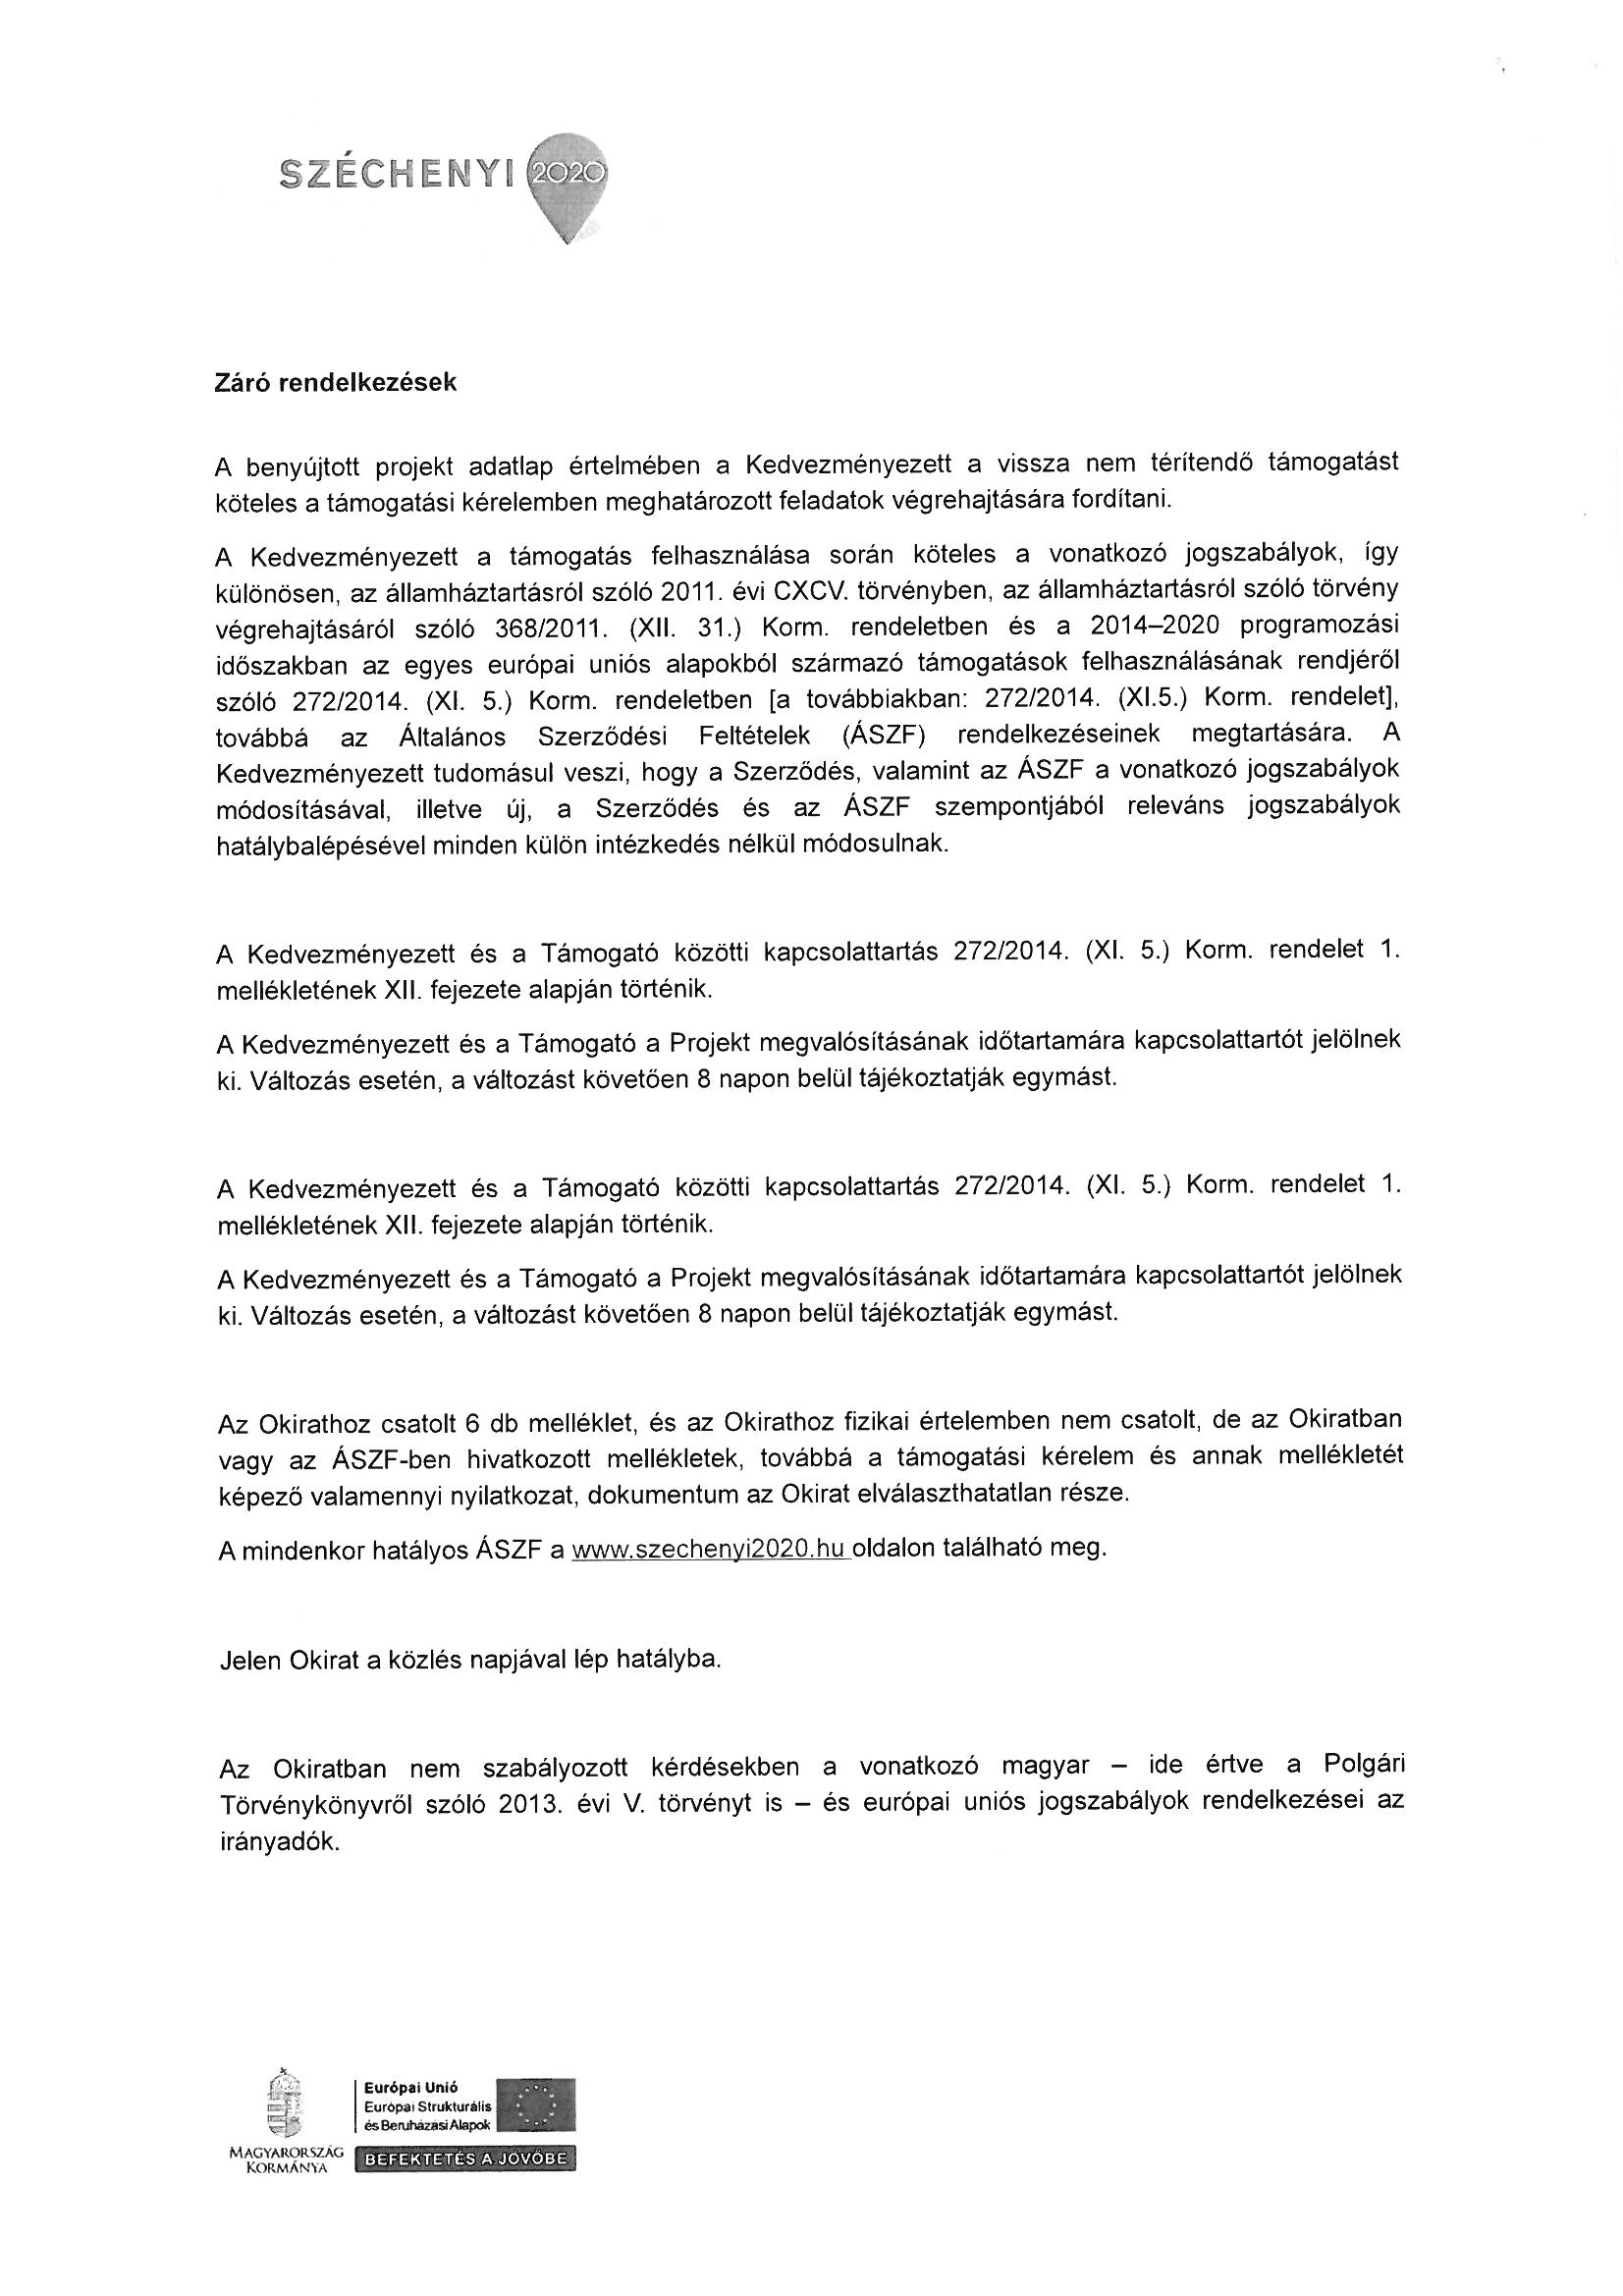 SZÉCHENYI 2020
Záró rendelkezések
A benyújtott projekt adatlap értelmében a Kedvezményezett a vissza nem térítendő támogatást
köteles a támogatási kérelemben meghatározott feladatok végrehajtására fordítani.
A Kedvezményezett a támogatás felhasználása során köteles a vonatkozó jogszabályok, így
különösen, az államháztartásról szóló 2011. évi CXCV. törvényben, az államháztartásról szóló törvény
végrehajtásáról szóló 368/2011. (XII. 31.) Korm. rendeletben és a 2014–2020 programozási
időszakban az egyes európai uniós alapokból származó támogatások felhasználásának rendjéről
szóló 272/2014. (XI. 5.) Korm. rendeletben [a továbbiakban: 272/2014. (XI.5.) Korm. rendelet],
továbbá az Általános Szerződési Feltételek (ÁSZF) rendelkezéseinek megtartására. A
Kedvezményezett tudomásul veszi, hogy a Szerződés, valamint az ÁSZF a vonatkozó jogszabályok
módosításával, illetve új, a Szerződés és az ÁSZF szempontjából releváns jogszabályok
hatálybalépésével minden külön intézkedés nélkül módosulnak.
A Kedvezményezett és a Támogató közötti kapcsolattartás 272/2014. (XI. 5.) Korm. rendelet 1.
mellékletének XII. fejezete alapján történik.
A Kedvezményezett és a Támogató a Projekt megvalósításának időtartamára kapcsolattartót jelölnek
ki. Változás esetén, a változást követően 8 napon belül tájékoztatják egymást.
A Kedvezményezett és a Támogató közötti kapcsolattartás 272/2014. (XI. 5.) Korm. rendelet 1.
mellékletének XII. fejezete alapján történik.
A Kedvezményezett és a Támogató a Projekt megvalósításának időtartamára kapcsolattartót jelölnek
ki. Változás esetén, a változást követően 8 napon belül tájékoztatják egymást.
Az Okirathoz csatolt 6 db melléklet, és az Okirathoz fizikai értelemben nem csatolt, de az Okiratban
vagy az ÁSZF-ben hivatkozott mellékletek, továbbá a támogatási kérelem és annak mellékletét
képező valamennyi nyilatkozat, dokumentum az Okirat elválaszthatatlan része.
A mindenkor hatályos ÁSZF a www.szechenyi2020.hu oldalon található meg.
Jelen Okirat a közlés napjával lép hatályba.
Az Okiratban nem szabályozott kérdésekben a vonatkozó magyar – ide értve a Polgári
Törvénykönyvről szóló 2013. évi V. törvényt is – és európai uniós jogszabályok rendelkezései az
irányadók.
MAGYARORSZÁG
KORMÁNYA
Európai Unió
Európai Strukturális
és Beruházási Alapok
BEFEKTETÉS A JÖVŐBE